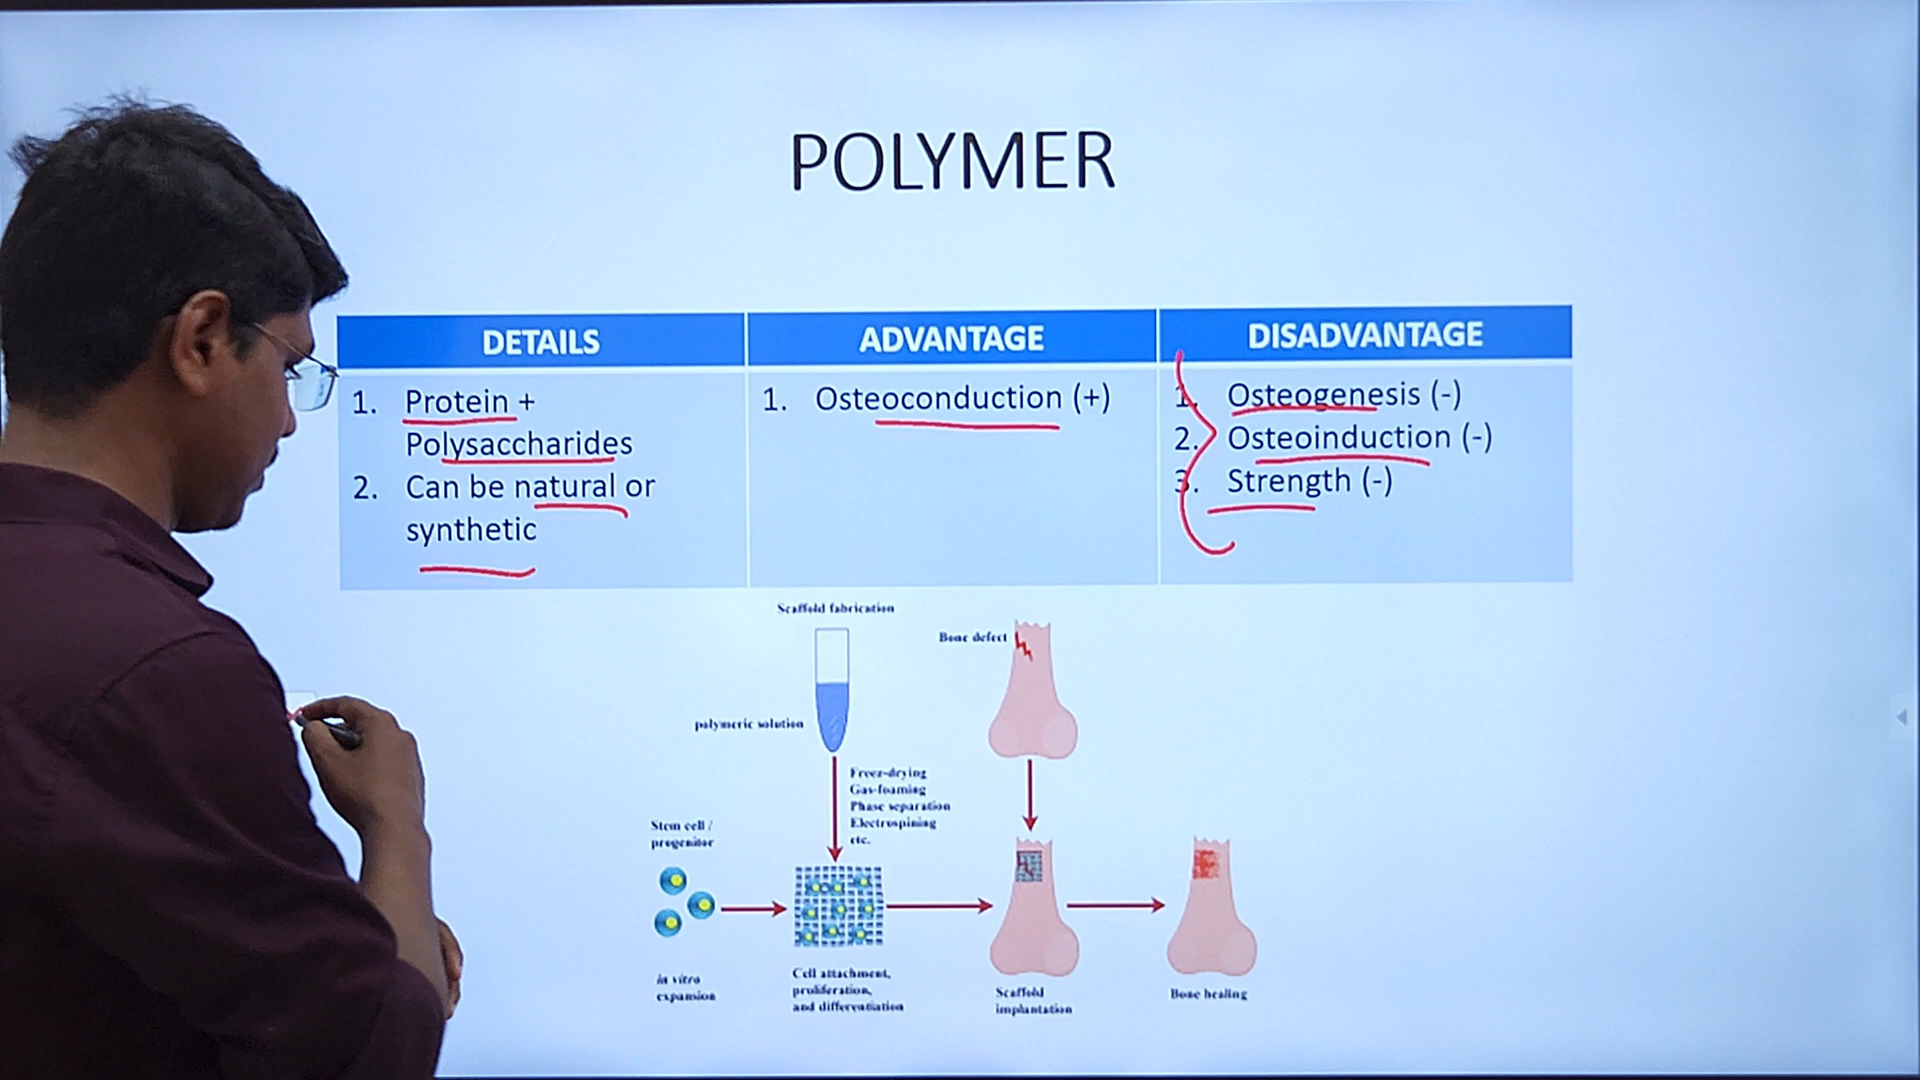 POLYMER
DETAILS
1. Protein +
Polysaccharides
2. Can be natural or
synthetic
ADVANTAGE
1. Osteoconduction (+)
DISADVANTAGE
1. Osteogenesis (-)
2. Osteoinduction (-)
3. Strength (-)
Scaffold fabrication
polymeric solution
Freez-drying
Gas-foaming
Phase separation
Electrospining
etc.
Bone defect
Stem cell /
progenitor
in vitro
expansion
Cell attachment,
proliferation,
and differentiation
Scaffold
implantation
Bone healing